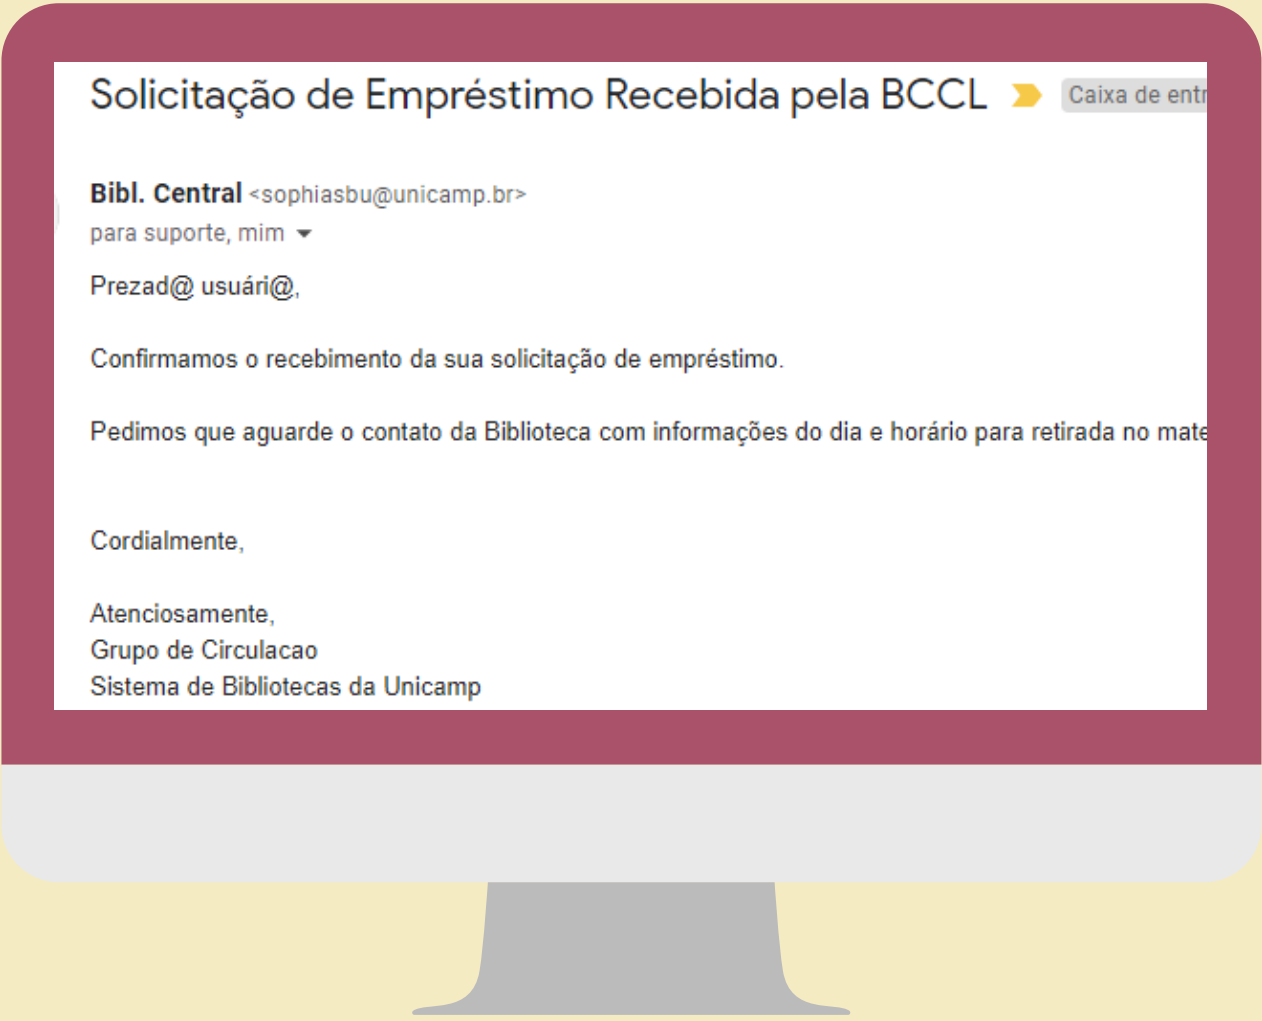 Solicitação de Empréstimo Recebida pela BCCL Caixa de entr
Bibl. Central <sophiasbu@unicamp.br>
para suporte, mim
Prezad@ usuári@,
Confirmamos o recebimento da sua solicitação de empréstimo.
Pedimos que aguarde o contato da Biblioteca com informações do dia e horário para retirada no mate
Cordialmente,
Atenciosamente,
Grupo de Circulacao
Sistema de Bibliotecas da Unicamp